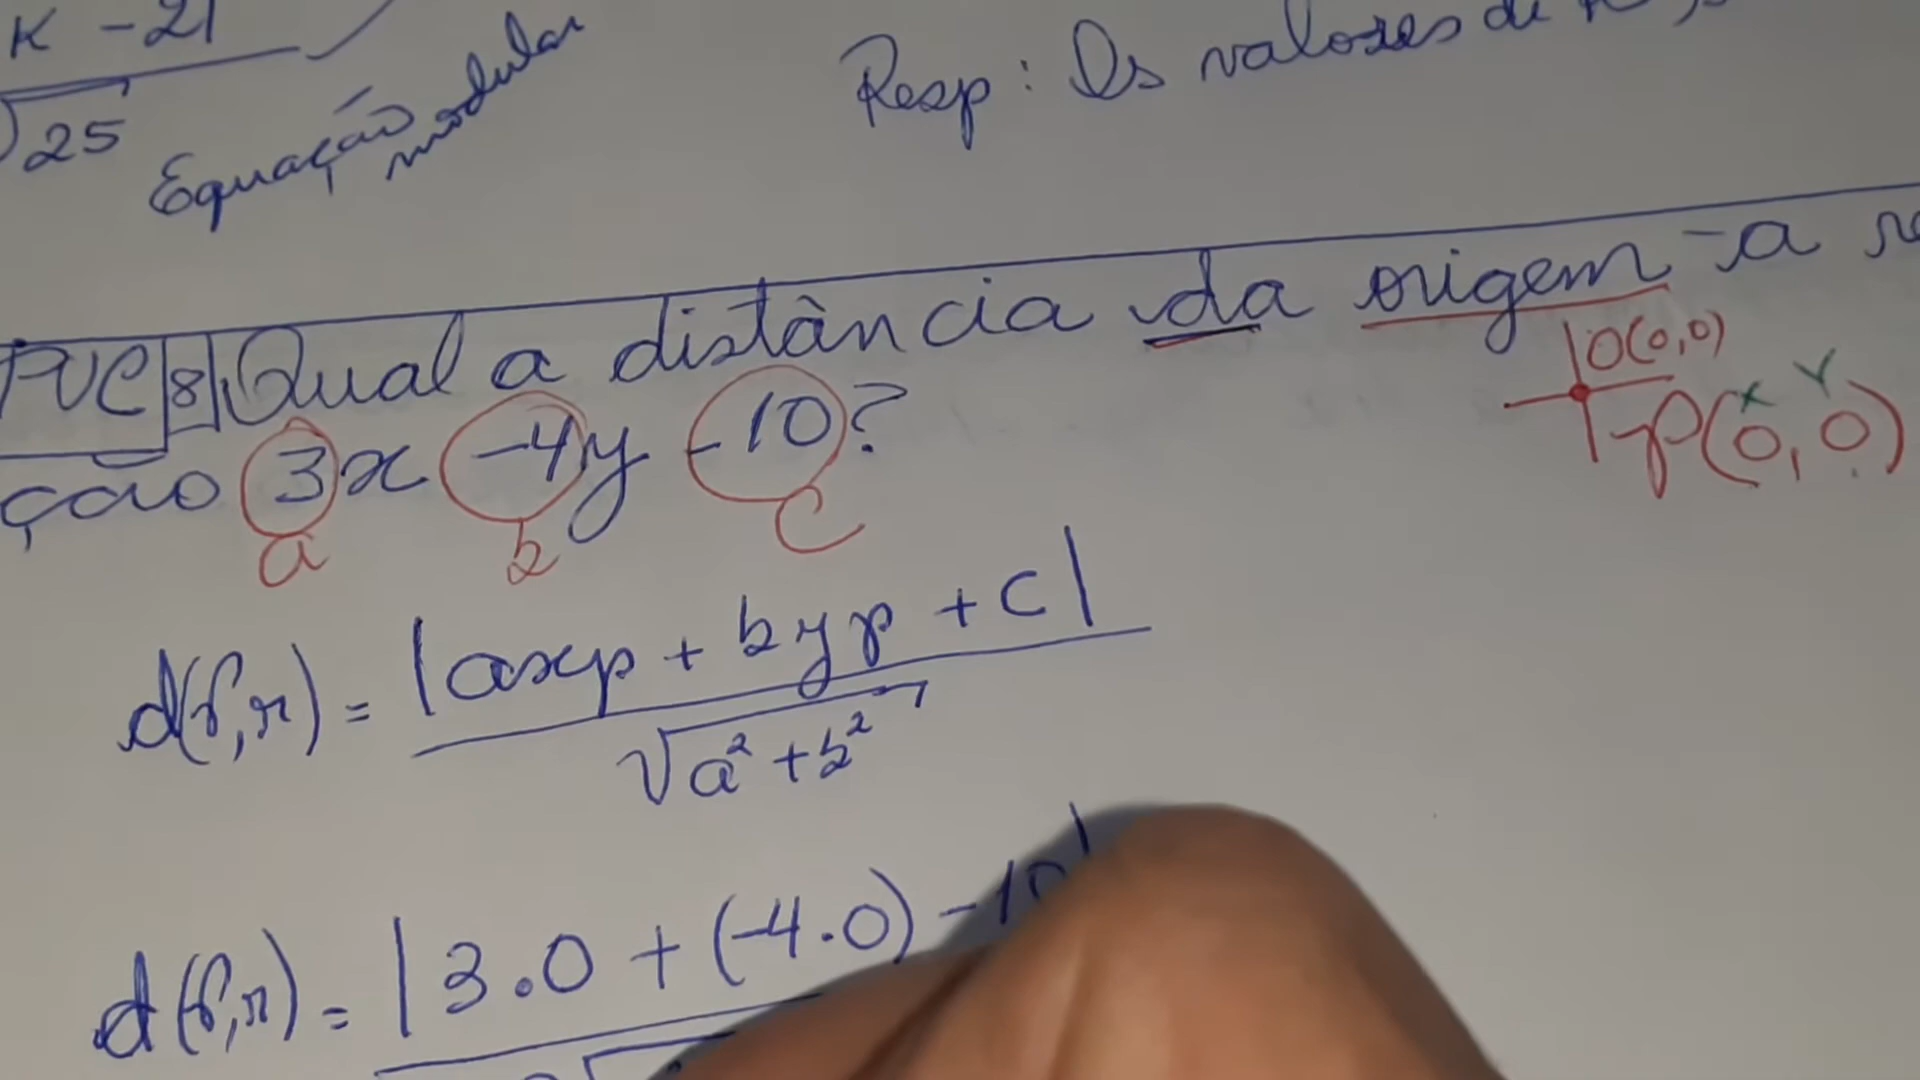 K - 21
√25
Equação modular
Resp: Os valores de
PUC 8 Qual a distância da origem a
O(0,0)
x y
P(0, 0)
ção 3x -4y -10?
a b c
d(P,r) = |axp + byp + c|
√a² + b²
d(P,r) = |3.0 + (-4.0) - 10|